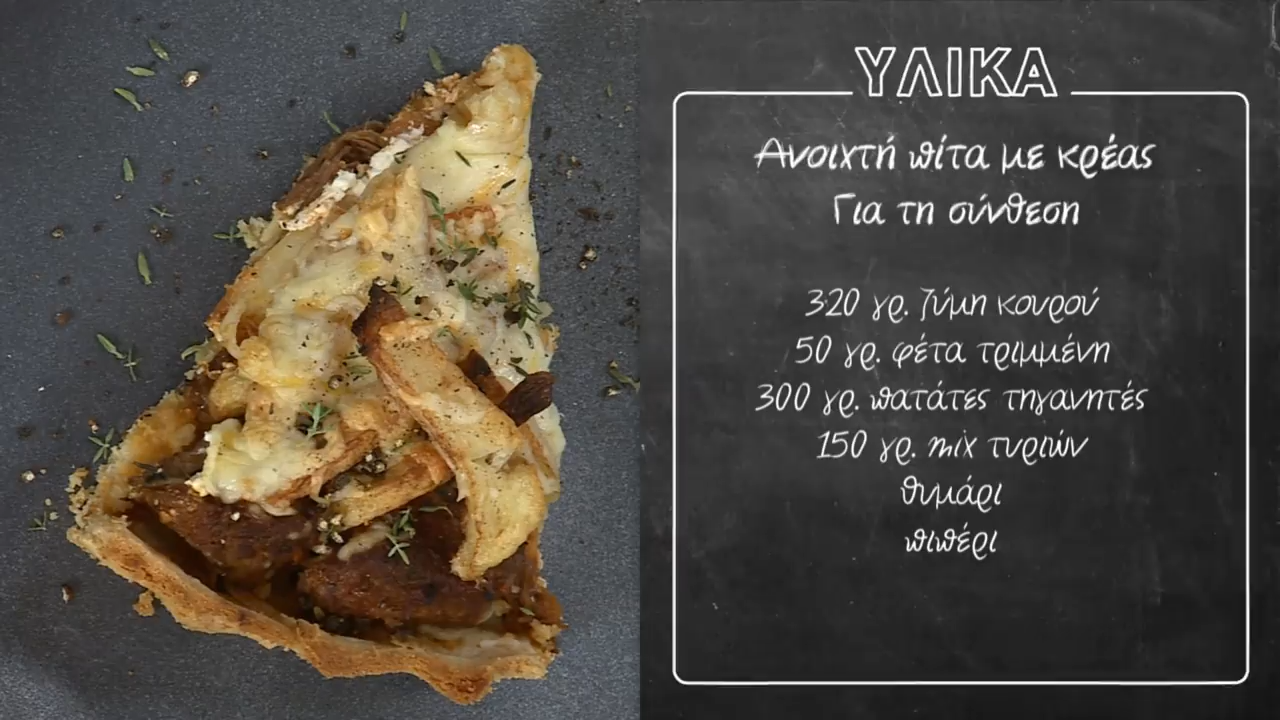 ΥΛΙΚΑ
Ανοιχτή πίτα με κρέας
Για τη σύνθεση
320 γρ. ζύμη κουρού
50 γρ. φέτα τριμμένη
300 γρ. πατάτες τηγανητές
150 γρ. mix τυριών
θυμάρι
πιπέρι